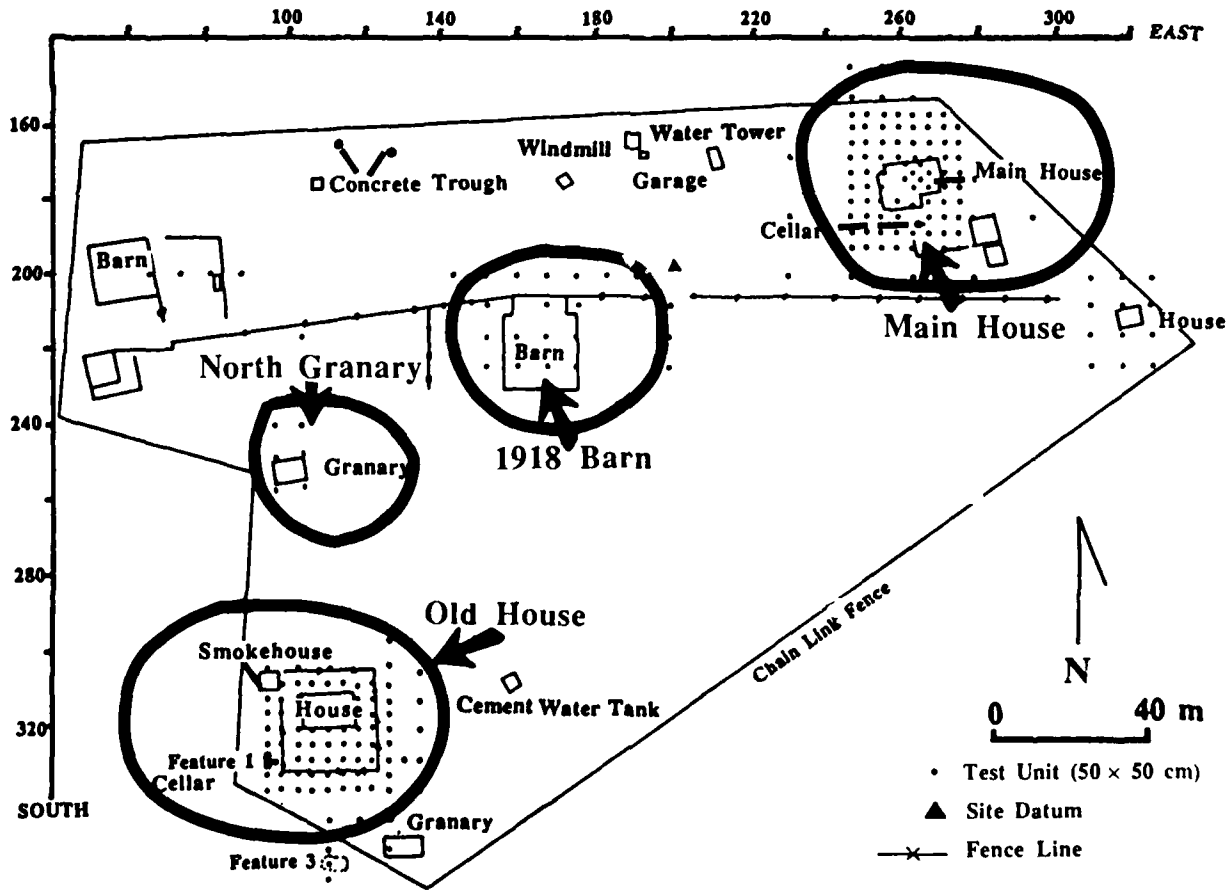 100 140 180 220 260 300 EAST
160
Windmill
Water Tower
Concrete Trough
Garage
Main House
Cellar
Barn
200
Main House
House
North Granary
Barn
240
Granary
1918 Barn
280
Old House
Smokehouse
Chain Link Fence
N
House
Cement Water Tank
0 40 m
320
Feature 1
Cellar
Test Unit (50 × 50 cm)
SOUTH
Site Datum
Granary
Feature 3
Fence Line